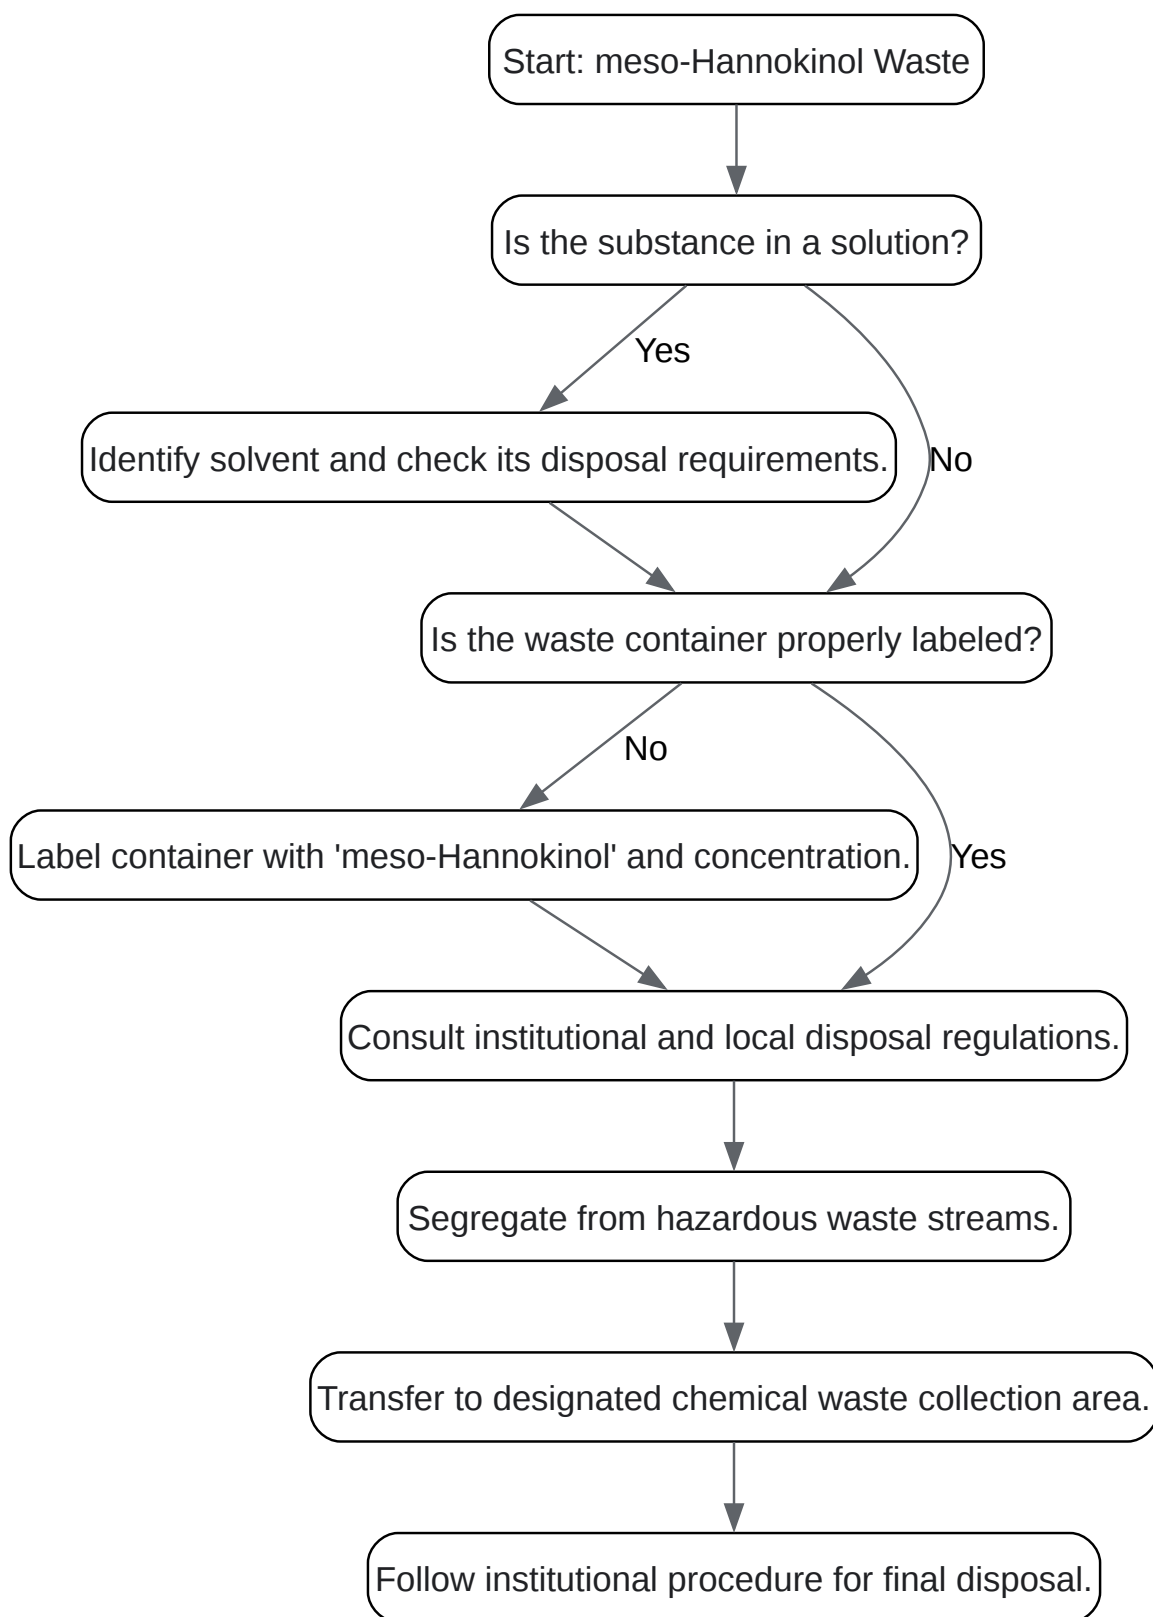 Start: meso-Hannokinol Waste
Is the substance in a solution?
Yes
Identify solvent and check its disposal requirements.
No
Is the waste container properly labeled?
No
Label container with 'meso-Hannokinol' and concentration.
Yes
Consult institutional and local disposal regulations.
Segregate from hazardous waste streams.
Transfer to designated chemical waste collection area.
Follow institutional procedure for final disposal.